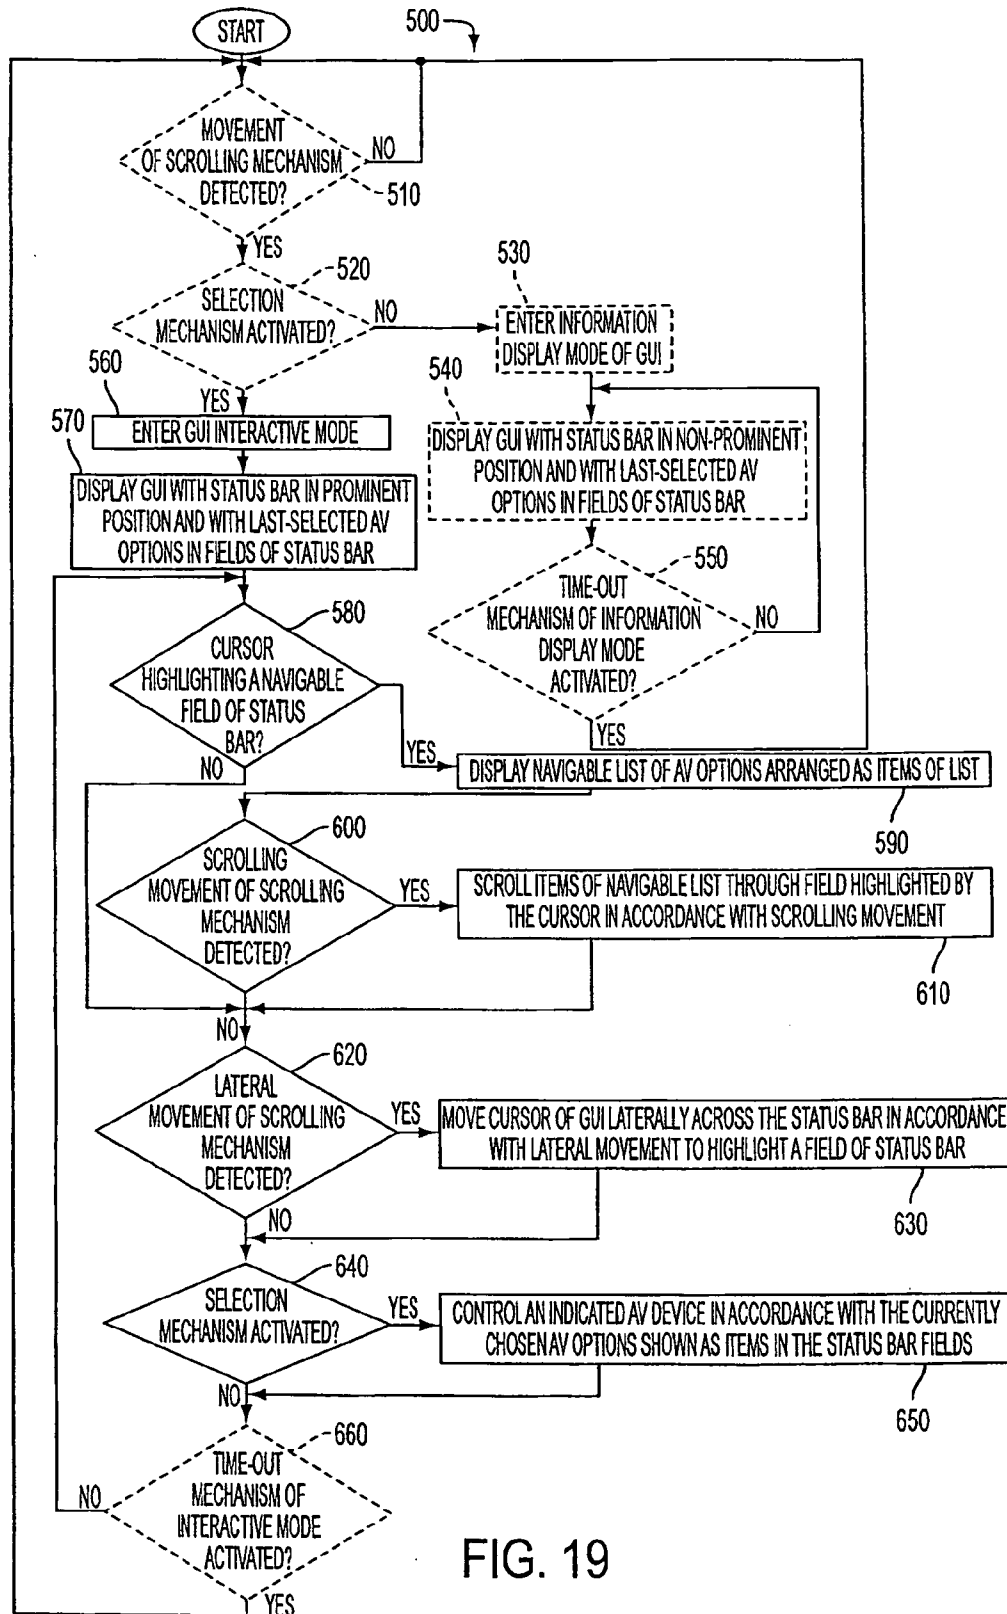 START
500
MOVEMENT
OF SCROLLING MECHANISM
DETECTED?
NO
510
YES
520
SELECTION
MECHANISM ACTIVATED?
NO
530
ENTER INFORMATION
DISPLAY MODE OF GUI
560
YES
ENTER GUI INTERACTIVE MODE
540
DISPLAY GUI WITH STATUS BAR IN NON-PROMINENT
POSITION AND WITH LAST-SELECTED AV
OPTIONS IN FIELDS OF STATUS BAR
570
DISPLAY GUI WITH STATUS BAR IN PROMINENT
POSITION AND WITH LAST-SELECTED AV
OPTIONS IN FIELDS OF STATUS BAR
550
TIME-OUT
MECHANISM OF INFORMATION
DISPLAY MODE
ACTIVATED?
NO
YES
580
CURSOR
HIGHLIGHTING A NAVIGABLE
FIELD OF STATUS
BAR?
YES
NO
DISPLAY NAVIGABLE LIST OF AV OPTIONS ARRANGED AS ITEMS OF LIST
590
600
SCROLLING
MOVEMENT OF SCROLLING
MECHANISM
DETECTED?
YES
SCROLL ITEMS OF NAVIGABLE LIST THROUGH FIELD HIGHLIGHTED BY
THE CURSOR IN ACCORDANCE WITH SCROLLING MOVEMENT
610
NO
620
LATERAL
MOVEMENT OF SCROLLING
MECHANISM
DETECTED?
YES
MOVE CURSOR OF GUI LATERALLY ACROSS THE STATUS BAR IN ACCORDANCE
WITH LATERAL MOVEMENT TO HIGHLIGHT A FIELD OF STATUS BAR
630
NO
640
SELECTION
MECHANISM ACTIVATED?
YES
CONTROL AN INDICATED AV DEVICE IN ACCORDANCE WITH THE CURRENTLY
CHOSEN AV OPTIONS SHOWN AS ITEMS IN THE STATUS BAR FIELDS
650
NO
660
TIME-OUT
MECHANISM OF
INTERACTIVE MODE
ACTIVATED?
NO
YES
FIG. 19